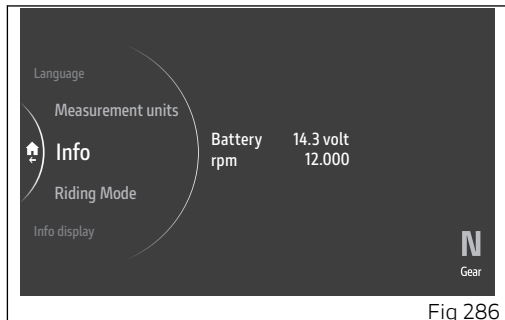 Language
Measurement units
Info
Riding Mode
Info display
Battery 14.3 volt
rpm 12.000
N
Gear
Fig 286